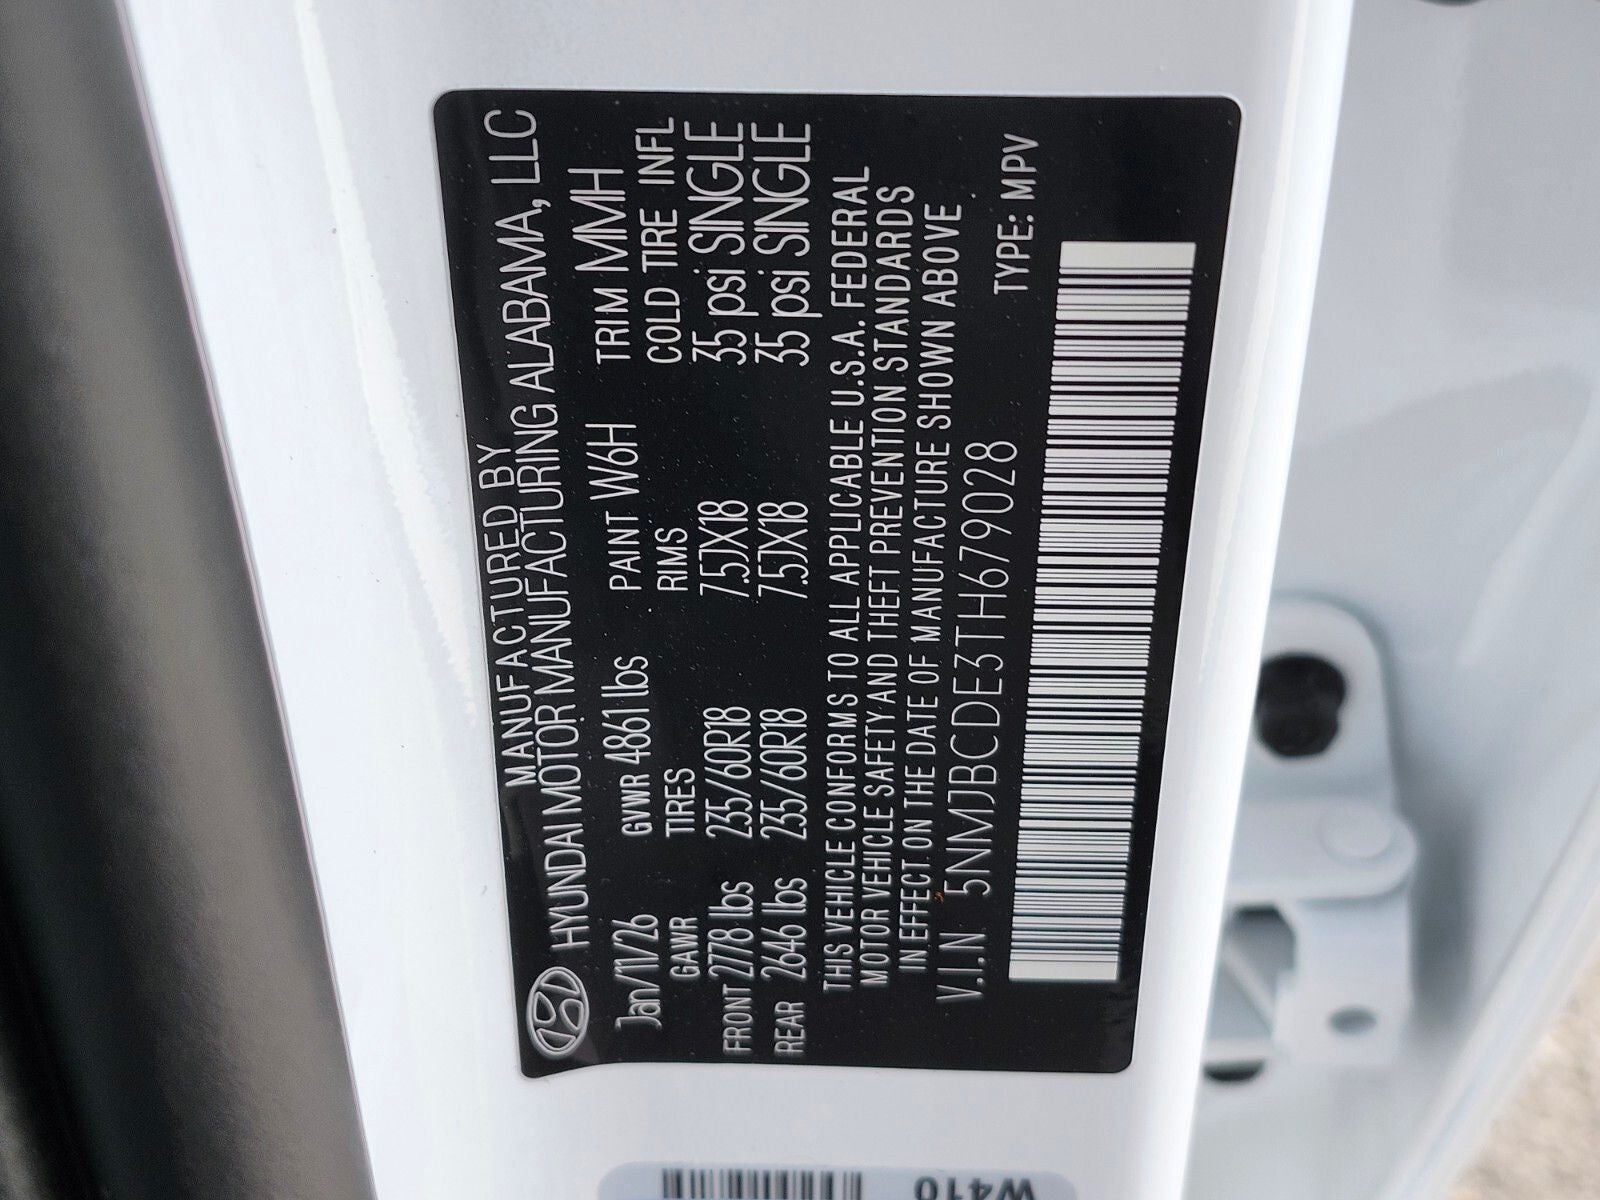 MANUFACTURED BY
HYUNDAI MOTOR MANUFACTURING ALABAMA, LLC
Jan/11/26 GVWR 4861 lbs PAINT W6H TRIM MMH
GAWR TIRES RIMS COLD TIRE INFL
FRONT 2778 lbs 235/60R18 7.5JX18 35 psi SINGLE
REAR 2646 lbs 235/60R18 7.5JX18 35 psi SINGLE
THIS VEHICLE CONFORMS TO ALL APPLICABLE U.S.A. FEDERAL
MOTOR VEHICLE SAFETY AND THEFT PREVENTION STANDARDS
IN EFFECT ON THE DATE OF MANUFACTURE SHOWN ABOVE
V.I.N 5NMJBCDE3TH679028 TYPE: MPV
W410